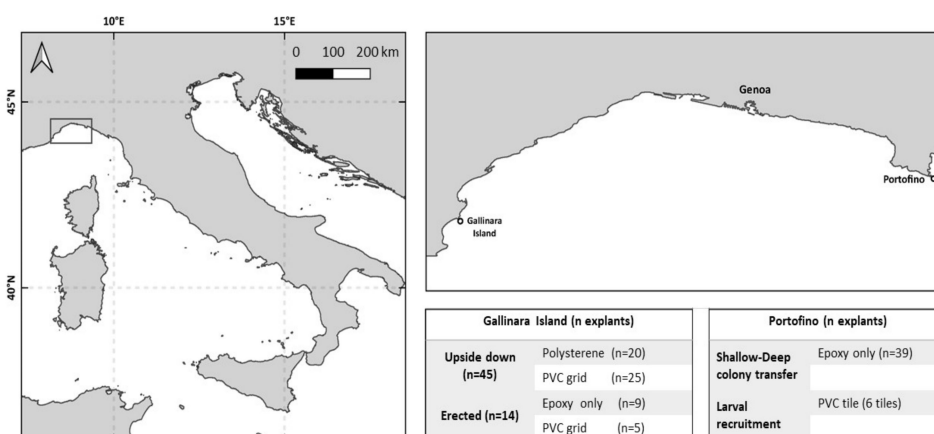 10°E
15°E
0 100 200 km
45°N
40°N
Genoa
Portofino
Gallinara
Island
Gallinara Island (n explants)
Upside down
(n=45)
Polysterene (n=20)
PVC grid (n=25)
Erected (n=14)
Epoxy only (n=9)
PVC grid (n=5)
Portofino (n explants)
Shallow-Deep
colony transfer
Epoxy only (n=39)
Larval
recruitment
PVC tile (6 tiles)